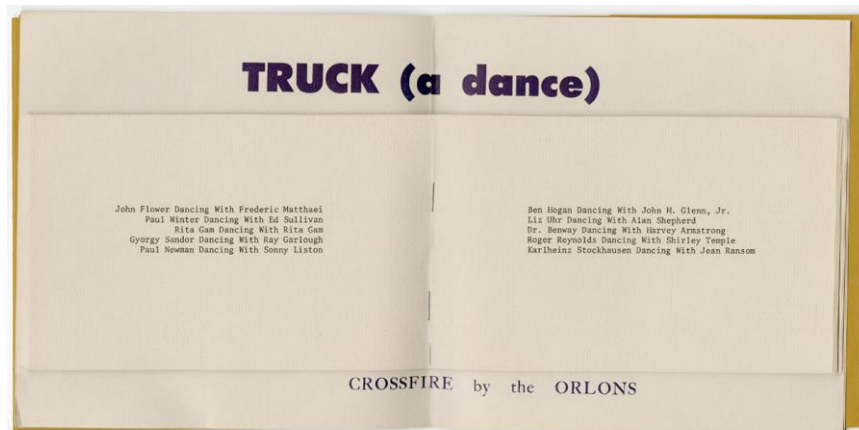 TRUCK (a dance)
John Flower Dancing With Frederic Matthaei
Paul Winter Dancing With Ed Sullivan
Rita Gam Dancing With Rita Gam
Gyorgy Sandor Dancing With Ray Garlough
Paul Newman Dancing With Sonny Liston
Ben Hogan Dancing With John H. Glenn, Jr.
Liz Uhr Dancing With Alan Shepherd
Dr. Benway Dancing With Harvey Armstrong
Roger Reynolds Dancing With Shirley Temple
Karlheinz Stockhausen Dancing With Jean Ransom
CROSSFIRE by the ORLONS